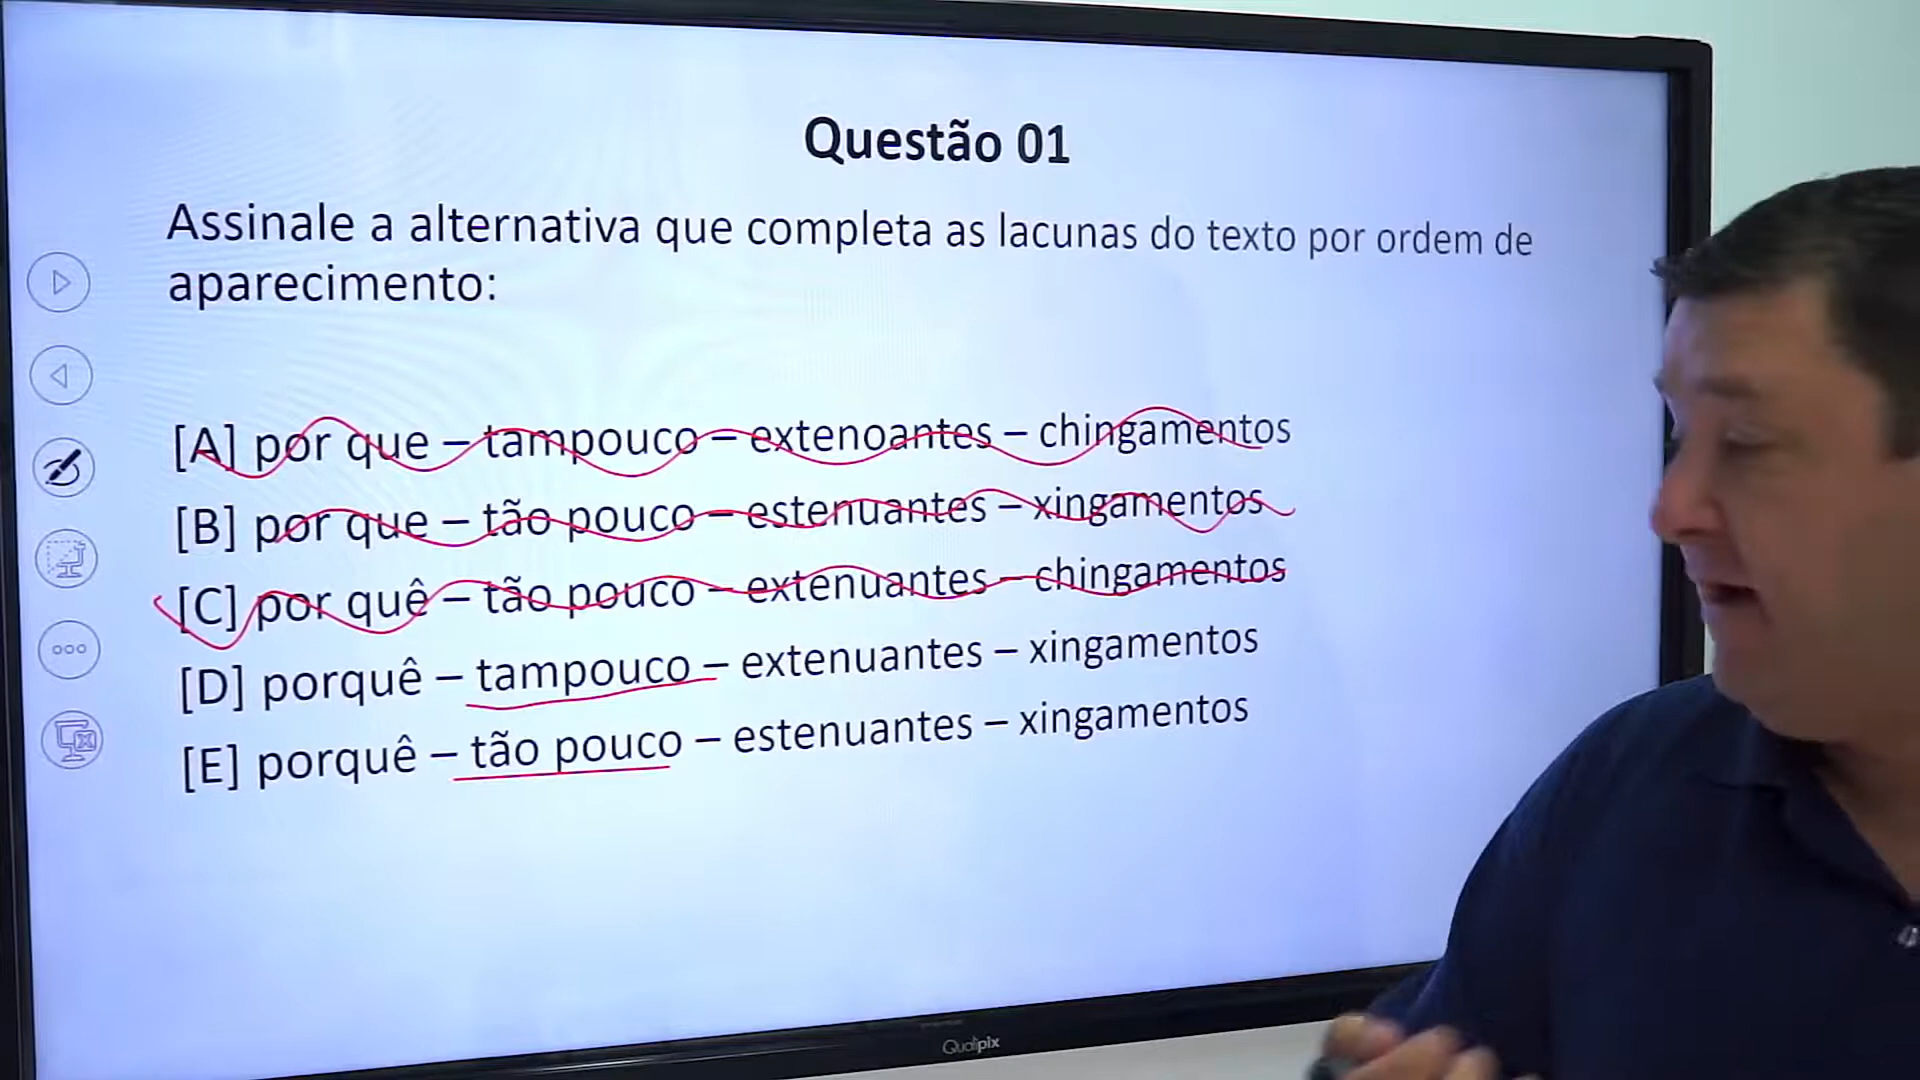 Questão 01
Assinale a alternativa que completa as lacunas do texto por ordem de
aparecimento:
[A] por que – tampouco – extenoantes – chingamentos
[B] por que – tão pouco – estenuantes – xingamentos
[C] por quê – tão pouco – extenuantes – chingamentos
[D] porquê – tampouco – extenuantes – xingamentos
[E] porquê – tão pouco – estenuantes – xingamentos
Qualipix